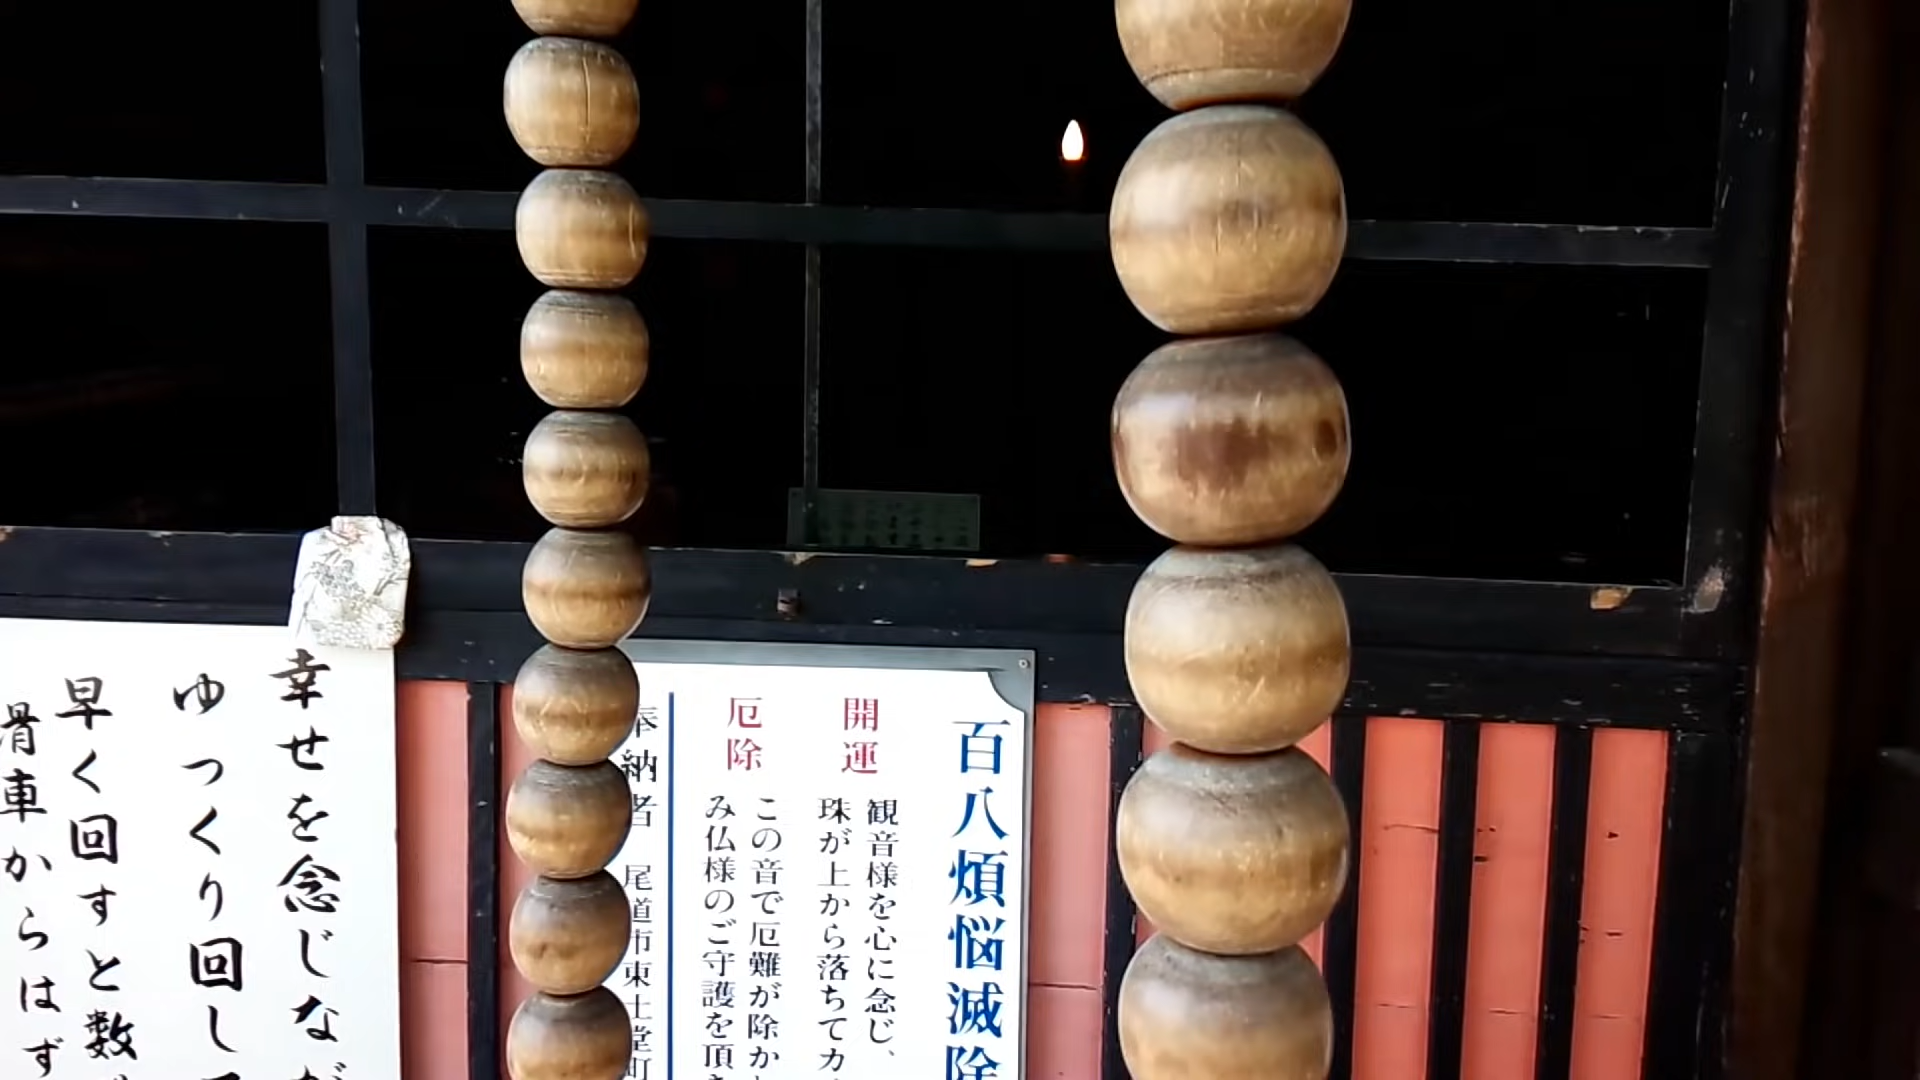 百八煩悩滅除
開運
観音様を心に念じ、
珠が上から落ちてカ
厄除
この音で厄難が除か
み仏様のご守護を頂
奉納者 尾道市東土堂町
幸せを念じなが
ゆっくり回して
早く回すと数
滑車からはず